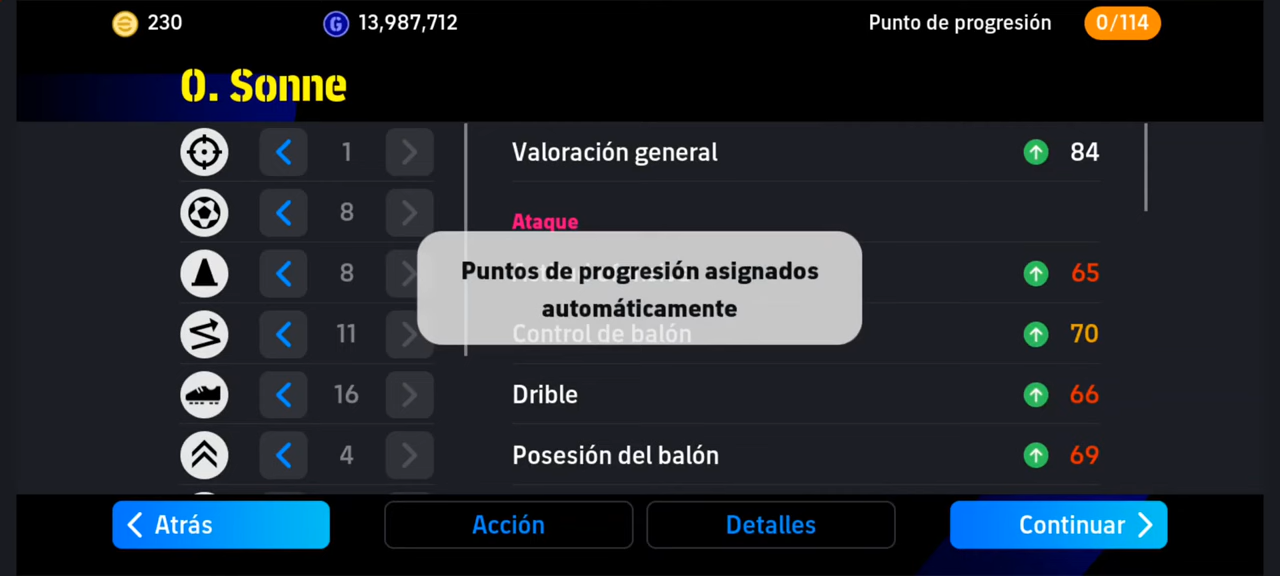 230
13,987,712
Punto de progresión
0/114
O. Sonne
1
8
8
11
16
4
Valoración general
84
Ataque
65
Puntos de progresión asignados
automáticamente
Control de balón
70
Drible
66
Posesión del balón
69
Atrás
Acción
Detalles
Continuar